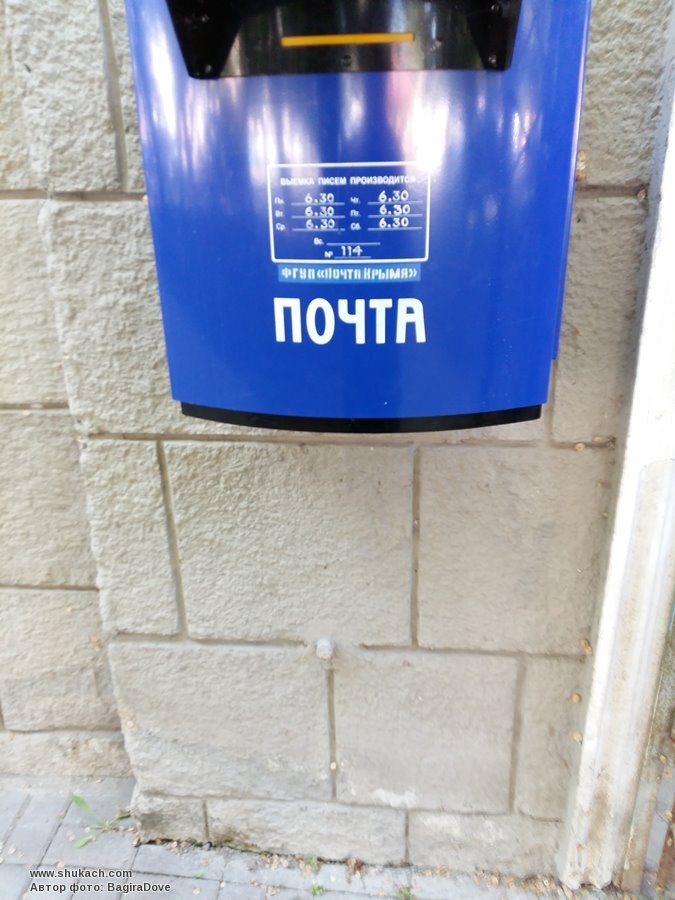 ВЫЕМКА ПИСЕМ ПРОИЗВОДИТСЯ
Пн. 6.30 Чт. 6.30
Вт. 6.30 Пт. 6.30
Ср. 6.30 Сб. 6.30
Вс.
№ 114
ФГУП «ПОЧТА КРЫМА»
ПОЧТА
www.shukach.com
Автор фото: BagiraDove